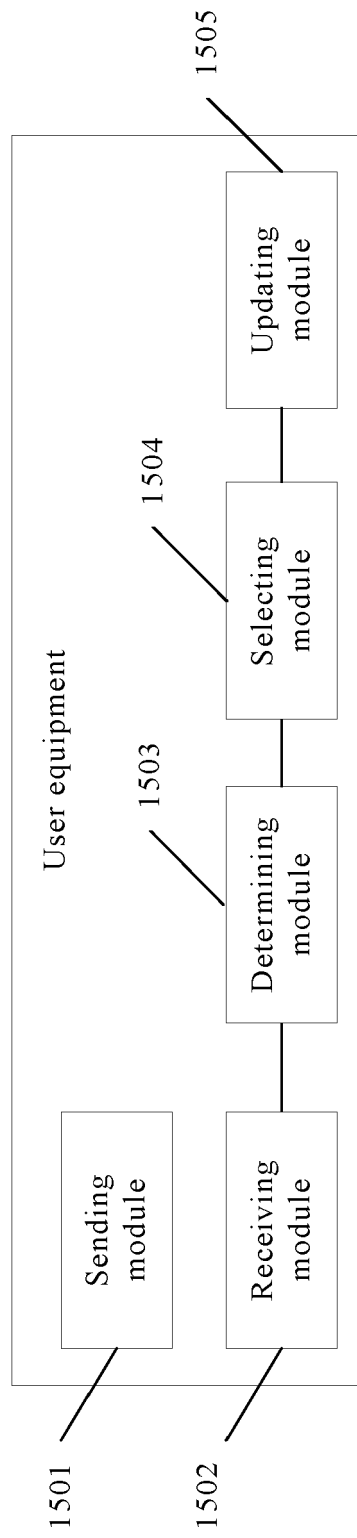 User equipment
1501
Sending
module
1502
Receiving
module
1503
Determining
module
1504
Selecting
module
1505
Updating
module